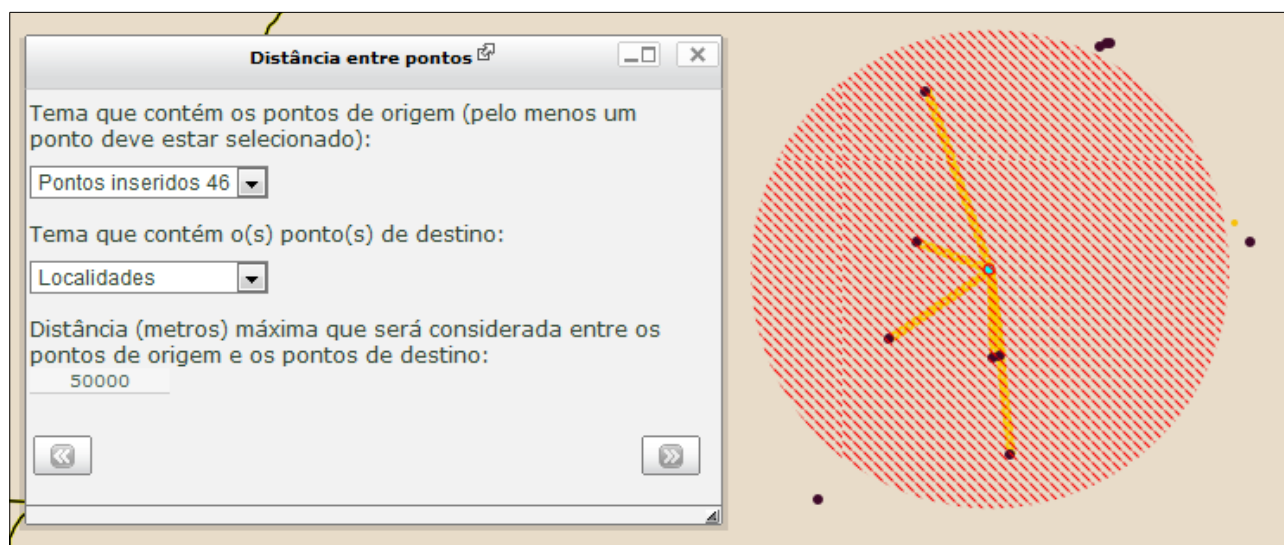 Distância entre pontos
Tema que contém os pontos de origem (pelo menos um
ponto deve estar selecionado):
Pontos inseridos 46
Tema que contém o(s) ponto(s) de destino:
Localidades
Distância (metros) máxima que será considerada entre os
pontos de origem e os pontos de destino:
50000